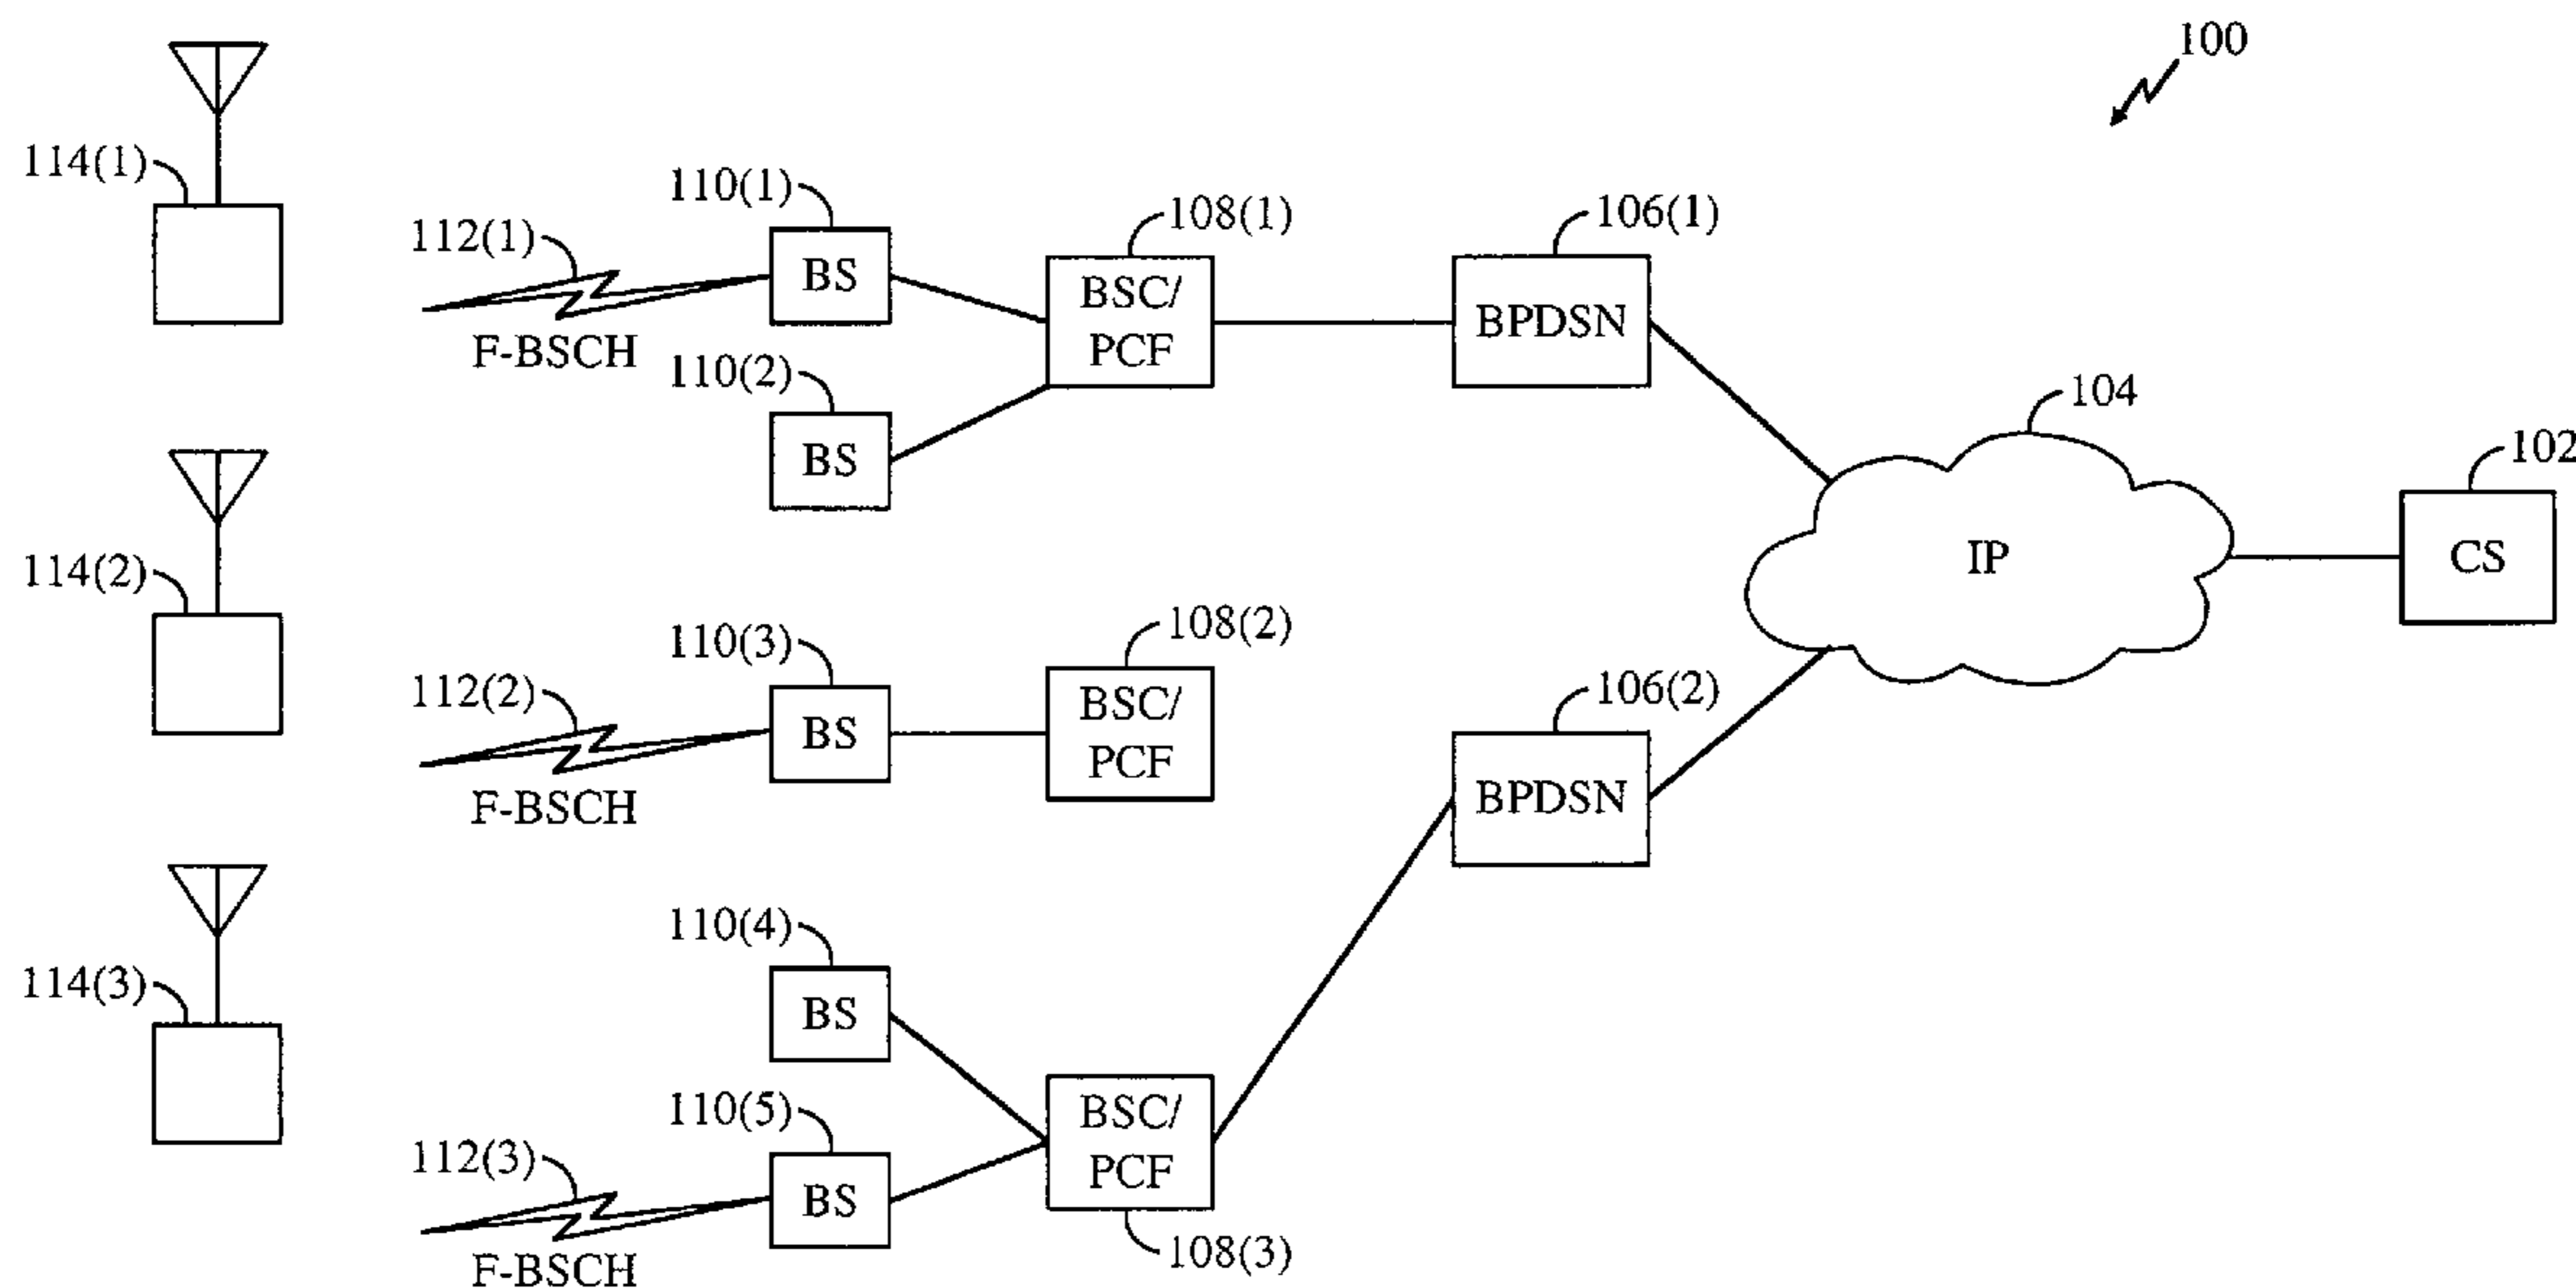 100
114(1)
110(1)
112(1)
BS
F-BSCH
108(1)
BSC/
PCF
106(1)
BPDSN
110(2)
BS
104
IP
102
CS
114(2)
110(3)
112(2)
BS
F-BSCH
108(2)
BSC/
PCF
106(2)
BPDSN
114(3)
110(4)
BS
110(5)
112(3)
BS
F-BSCH
BSC/
PCF
108(3)